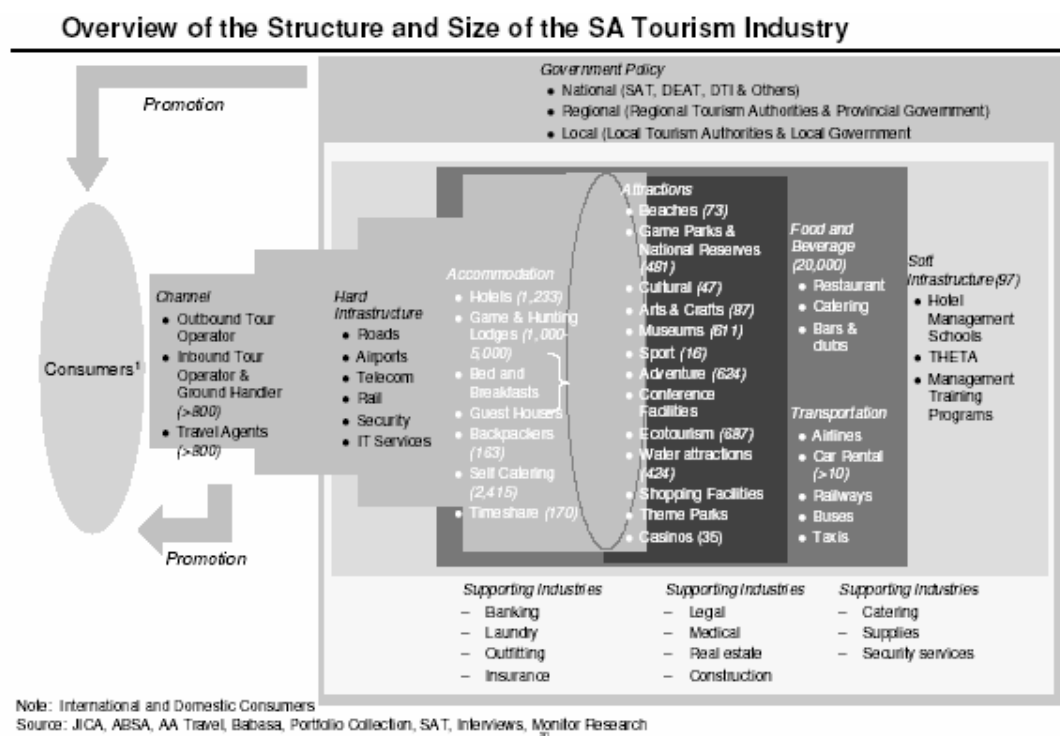 Overview of the Structure and Size of the SA Tourism Industry
Promotion
Government Policy
● National (SAT, DEAT, DTI & Others)
● Regional (Regional Tourism Authorities & Provincial Government)
● Local (Local Tourism Authorities & Local Government
Consumers¹
Channel
● Outbound Tour
Operator
● Inbound Tour
Operator &
Ground Handler
(>800)
● Travel Agents
(>800)
Promotion
Hard
Infrastructure
● Roads
● Airports
● Telecom
● Rail
● Security
● IT Services
Accommodation
● Hotels (1,233)
● Game & Hunting
Lodges (1,000-
5,000)
● Bed and
Breakfasts
● Guest Houses
● Backpackers
(163)
● Self Catering
(2,415)
● Timeshare (170)
Attractions
● Beaches (73)
● Game Parks &
National Reserves
(481)
● Cultural (47)
● Arts & Crafts (87)
● Museums (611)
● Sport (16)
● Adventure (624)
● Conference
Facilities
● Ecotourism (687)
● Water attractions
(424)
● Shopping Facilities
● Theme Parks
● Casinos (35)
Food and
Beverage
(20,000)
● Restaurant
● Catering
● Bars &
clubs
Transportation
● Airlines
● Car Rental
(>10)
● Railways
● Buses
● Taxis
Soft
Infrastructure (97)
● Hotel
Management
Schools
● THETA
● Management
Training
Programs
Supporting Industries
– Banking
– Laundry
– Outfitting
– Insurance
Supporting Industries
– Legal
– Medical
– Real estate
– Construction
Supporting Industries
– Catering
– Supplies
– Security services
Note: International and Domestic Consumers
Source: JICA, ABSA, AA Travel, Babasa, Portfolio Collection, SAT, Interviews, Monitor Research